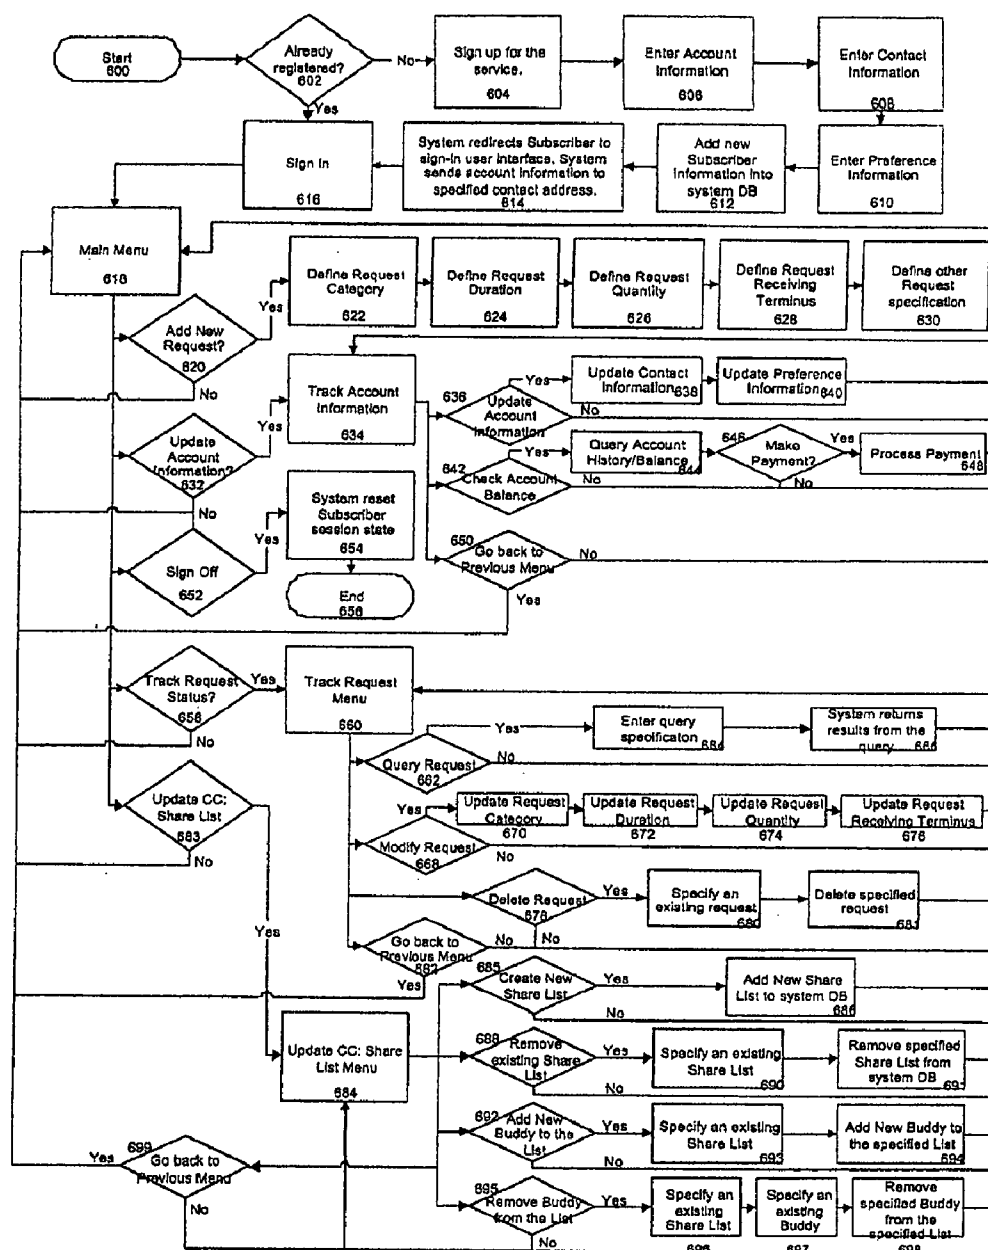 Start
600
Already
registered?
602
No
Yes
Sign up for the
service.
604
Enter Account
Information
606
Enter Contact
Information
608
Sign In
616
System redirects Subscriber to
sign-in user interface. System
sends account information to
specified contact address.
614
Add new
Subscriber
Information into
system DB
612
Enter Preference
Information
610
Main Menu
618
Add New
Request?
620
Yes
No
Define Request
Category
622
Define Request
Duration
624
Define Request
Quantity
626
Define Request
Receiving
Terminus
628
Define other
Request
specification
630
Update
Account
Information?
632
Yes
No
Track Account
Information
634
636
Update
Account
Information
Yes
No
Update Contact
Information
638
Update Preference
Information
640
642
Check Account
Balance
Yes
No
Query Account
History/Balance
644
646
Make
Payment?
Yes
No
Process Payment
648
Sign Off
652
Yes
System reset
Subscriber
session state
654
End
656
650
Go back to
Previous Menu
No
Yes
Track Request
Status?
658
Yes
No
Track Request
Menu
660
Query Request
662
Yes
No
Enter query
specificaton
664
System returns
results from the
query
666
Update CC:
Share List
683
No
Yes
Modify Request
668
Yes
No
Update Request
Category
670
Update Request
Duration
672
Update Request
Quantity
674
Update Request
Receiving Terminus
676
Delete Request
678
Yes
No
Specify an
existing request
680
Delete specified
request
681
Go back to
Previous Menu
682
No
Yes
685
Create New
Share List
Yes
No
Add New Share
List to system DB
686
Update CC: Share
List Menu
684
688
Remove
existing Share
List
Yes
No
Specify an existing
Share List
690
Remove specified
Share List from
system DB
691
692
Add New
Buddy to the
List
Yes
No
Specify an existing
Share List
693
Add New Buddy to
the specified List
694
699
Go back to
Previous Menu
Yes
No
695
Remove Buddy
from the List
Yes
No
Specify an
existing
Share List
696
Specify an
existing
Buddy
697
Remove
specified Buddy
from the
specified List
698